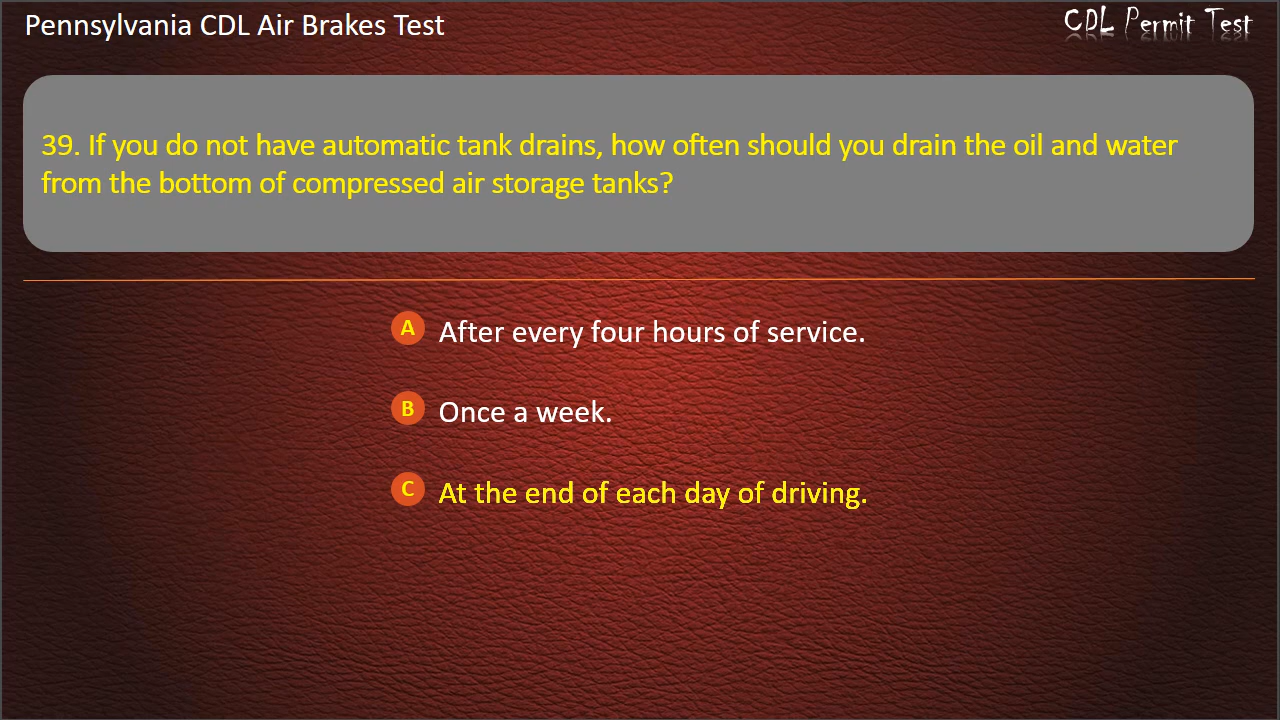 Pennsylvania CDL Air Brakes Test
CDL Permit Test
39. If you do not have automatic tank drains, how often should you drain the oil and water
from the bottom of compressed air storage tanks?
A After every four hours of service.
B Once a week.
C At the end of each day of driving.